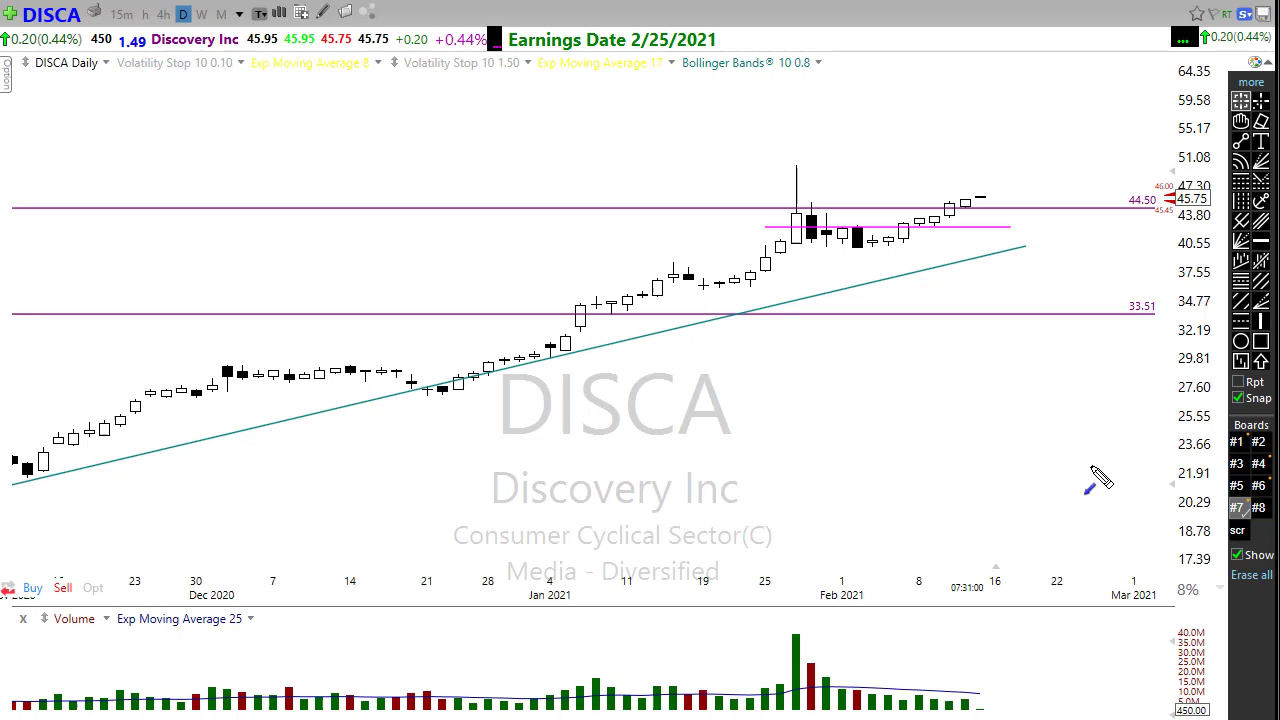 DISCA 15m h 4h D W M T RT S
0.20(0.44%) 450 1.49 Discovery Inc 45.95 45.95 45.75 45.75 +0.20 +0.44% ... Earnings Date 2/25/2021 ... 0.20(0.44%)
Option
DISCA Daily Volatility Stop 10 0.10 Exp Moving Average 8 Volatility Stop 10 1.50 Exp Moving Average 17 Bollinger Bands® 10 0.8
64.35
59.58
55.17
51.08
47.30
46.00
45.75
44.50
45.45
43.80
40.55
37.55
34.77
33.51
32.19
29.81
27.60
25.55
23.66
21.91
20.29
18.78
17.39
DISCA
Discovery Inc
Consumer Cyclical Sector(C)
Media - Diversified
more
T
Rpt
Snap
Boards
#1 #2
#3 #4
#5 #6
#7 #8
scr
Show
Erase all
23 30 7 14 21 28 4 11 19 25 1 8 16 22 1
Buy Sell Opt
Dec 2020 Jan 2021 Feb 2021 07:31:00 Mar 2021
8%
X Volume Exp Moving Average 25
40.0M
35.0M
30.0M
25.0M
20.0M
15.0M
10.0M
5.0M
450.00